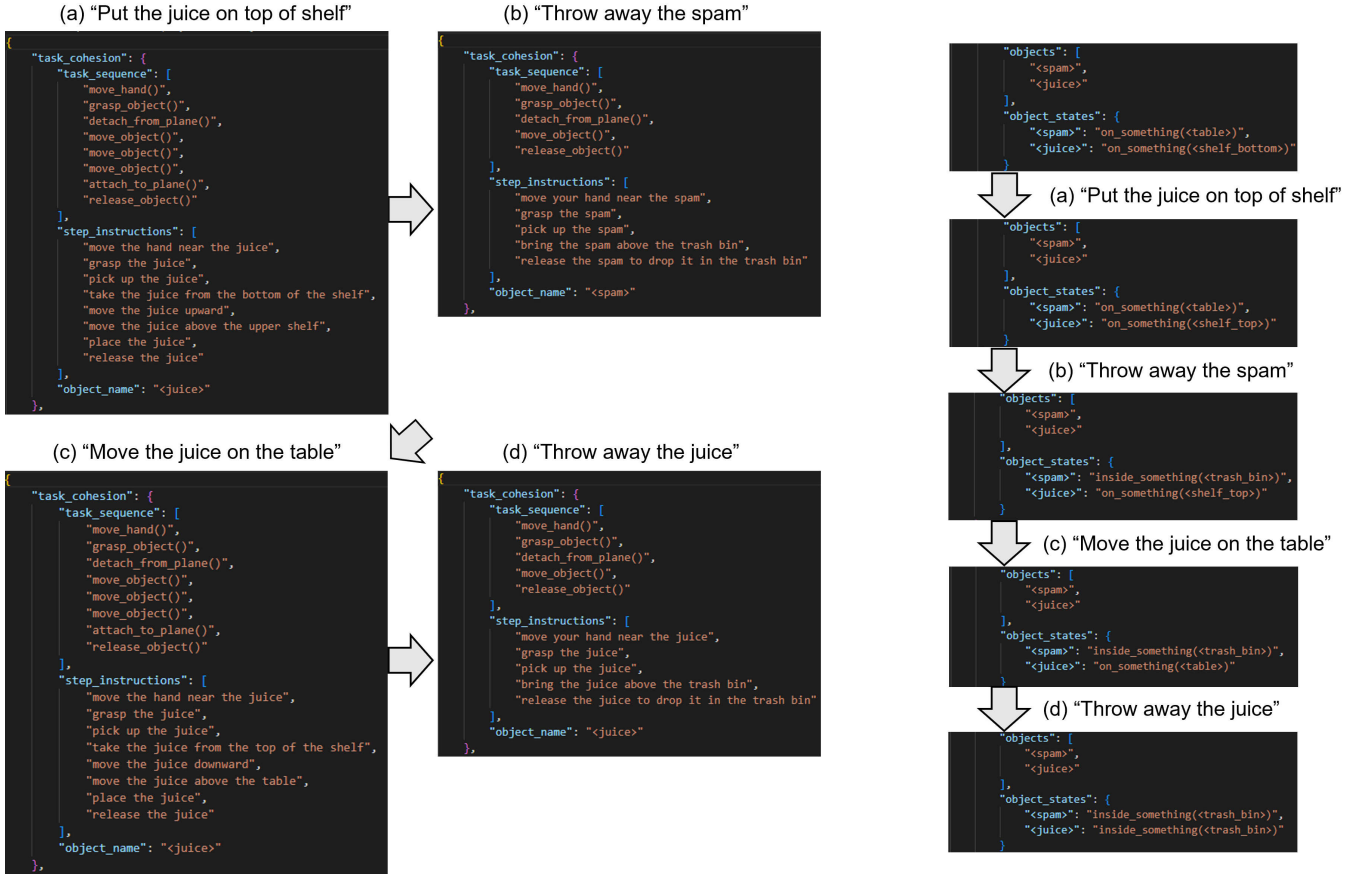 (a) “Put the juice on top of shelf”
{
"task_cohesion": {
"task_sequence": [
"move_hand()",
"grasp_object()",
"detach_from_plane()",
"move_object()",
"move_object()",
"move_object()",
"attach_to_plane()",
"release_object()"
],
"step_instructions": [
"move the hand near the juice",
"grasp the juice",
"pick up the juice",
"take the juice from the bottom of the shelf",
"move the juice upward",
"move the juice above the upper shelf",
"place the juice",
"release the juice"
],
"object_name": "<juice>"
},
(b) “Throw away the spam”
{
"task_cohesion": {
"task_sequence": [
"move_hand()",
"grasp_object()",
"detach_from_plane()",
"move_object()",
"release_object()"
],
"step_instructions": [
"move your hand near the spam",
"grasp the spam",
"pick up the spam",
"bring the spam above the trash bin",
"release the spam to drop it in the trash bin"
],
"object_name": "<spam>"
},
(c) “Move the juice on the table”
{
"task_cohesion": {
"task_sequence": [
"move_hand()",
"grasp_object()",
"detach_from_plane()",
"move_object()",
"move_object()",
"move_object()",
"attach_to_plane()",
"release_object()"
],
"step_instructions": [
"move the hand near the juice",
"grasp the juice",
"pick up the juice",
"take the juice from the top of the shelf",
"move the juice downward",
"move the juice above the table",
"place the juice",
"release the juice"
],
"object_name": "<juice>"
},
(d) “Throw away the juice”
{
"task_cohesion": {
"task_sequence": [
"move_hand()",
"grasp_object()",
"detach_from_plane()",
"move_object()",
"release_object()"
],
"step_instructions": [
"move your hand near the juice",
"grasp the juice",
"pick up the juice",
"bring the juice above the trash bin",
"release the juice to drop it in the trash bin"
],
"object_name": "<juice>"
},
"objects": [
"<spam>",
"<juice>"
],
"object_states": {
"<spam>": "on_something(<table>)",
"<juice>": "on_something(<shelf_bottom>)"
}
(a) “Put the juice on top of shelf”
"objects": [
"<spam>",
"<juice>"
],
"object_states": {
"<spam>": "on_something(<table>)",
"<juice>": "on_something(<shelf_top>)"
}
(b) “Throw away the spam”
"objects": [
"<spam>",
"<juice>"
],
"object_states": {
"<spam>": "inside_something(<trash_bin>)",
"<juice>": "on_something(<shelf_top>)"
}
(c) “Move the juice on the table”
"objects": [
"<spam>",
"<juice>"
],
"object_states": {
"<spam>": "inside_something(<trash_bin>)",
"<juice>": "on_something(<table>)"
}
(d) “Throw away the juice”
"objects": [
"<spam>",
"<juice>"
],
"object_states": {
"<spam>": "inside_something(<trash_bin>)",
"<juice>": "inside_something(<trash_bin>)"
}